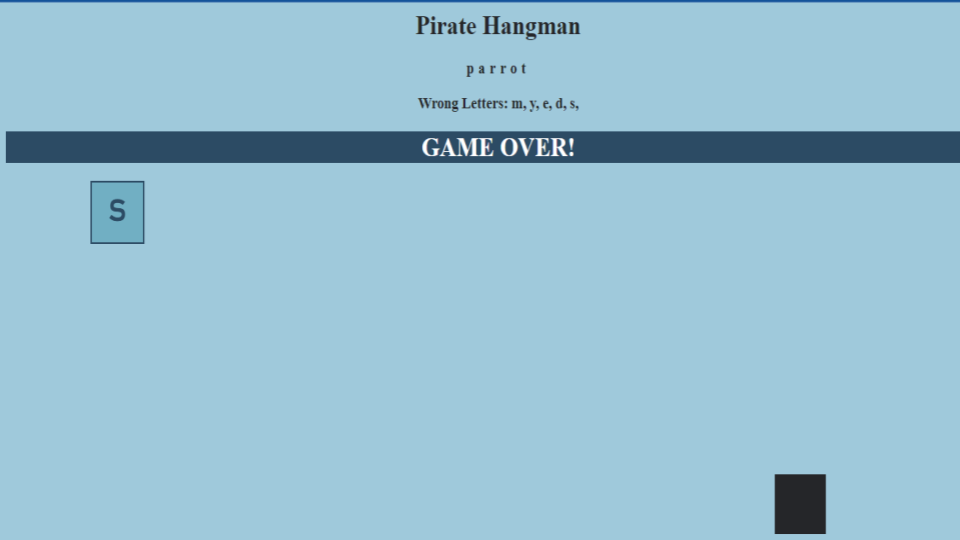 Pirate Hangman
p a r r o t
Wrong Letters: m, y, e, d, s,
GAME OVER!
S